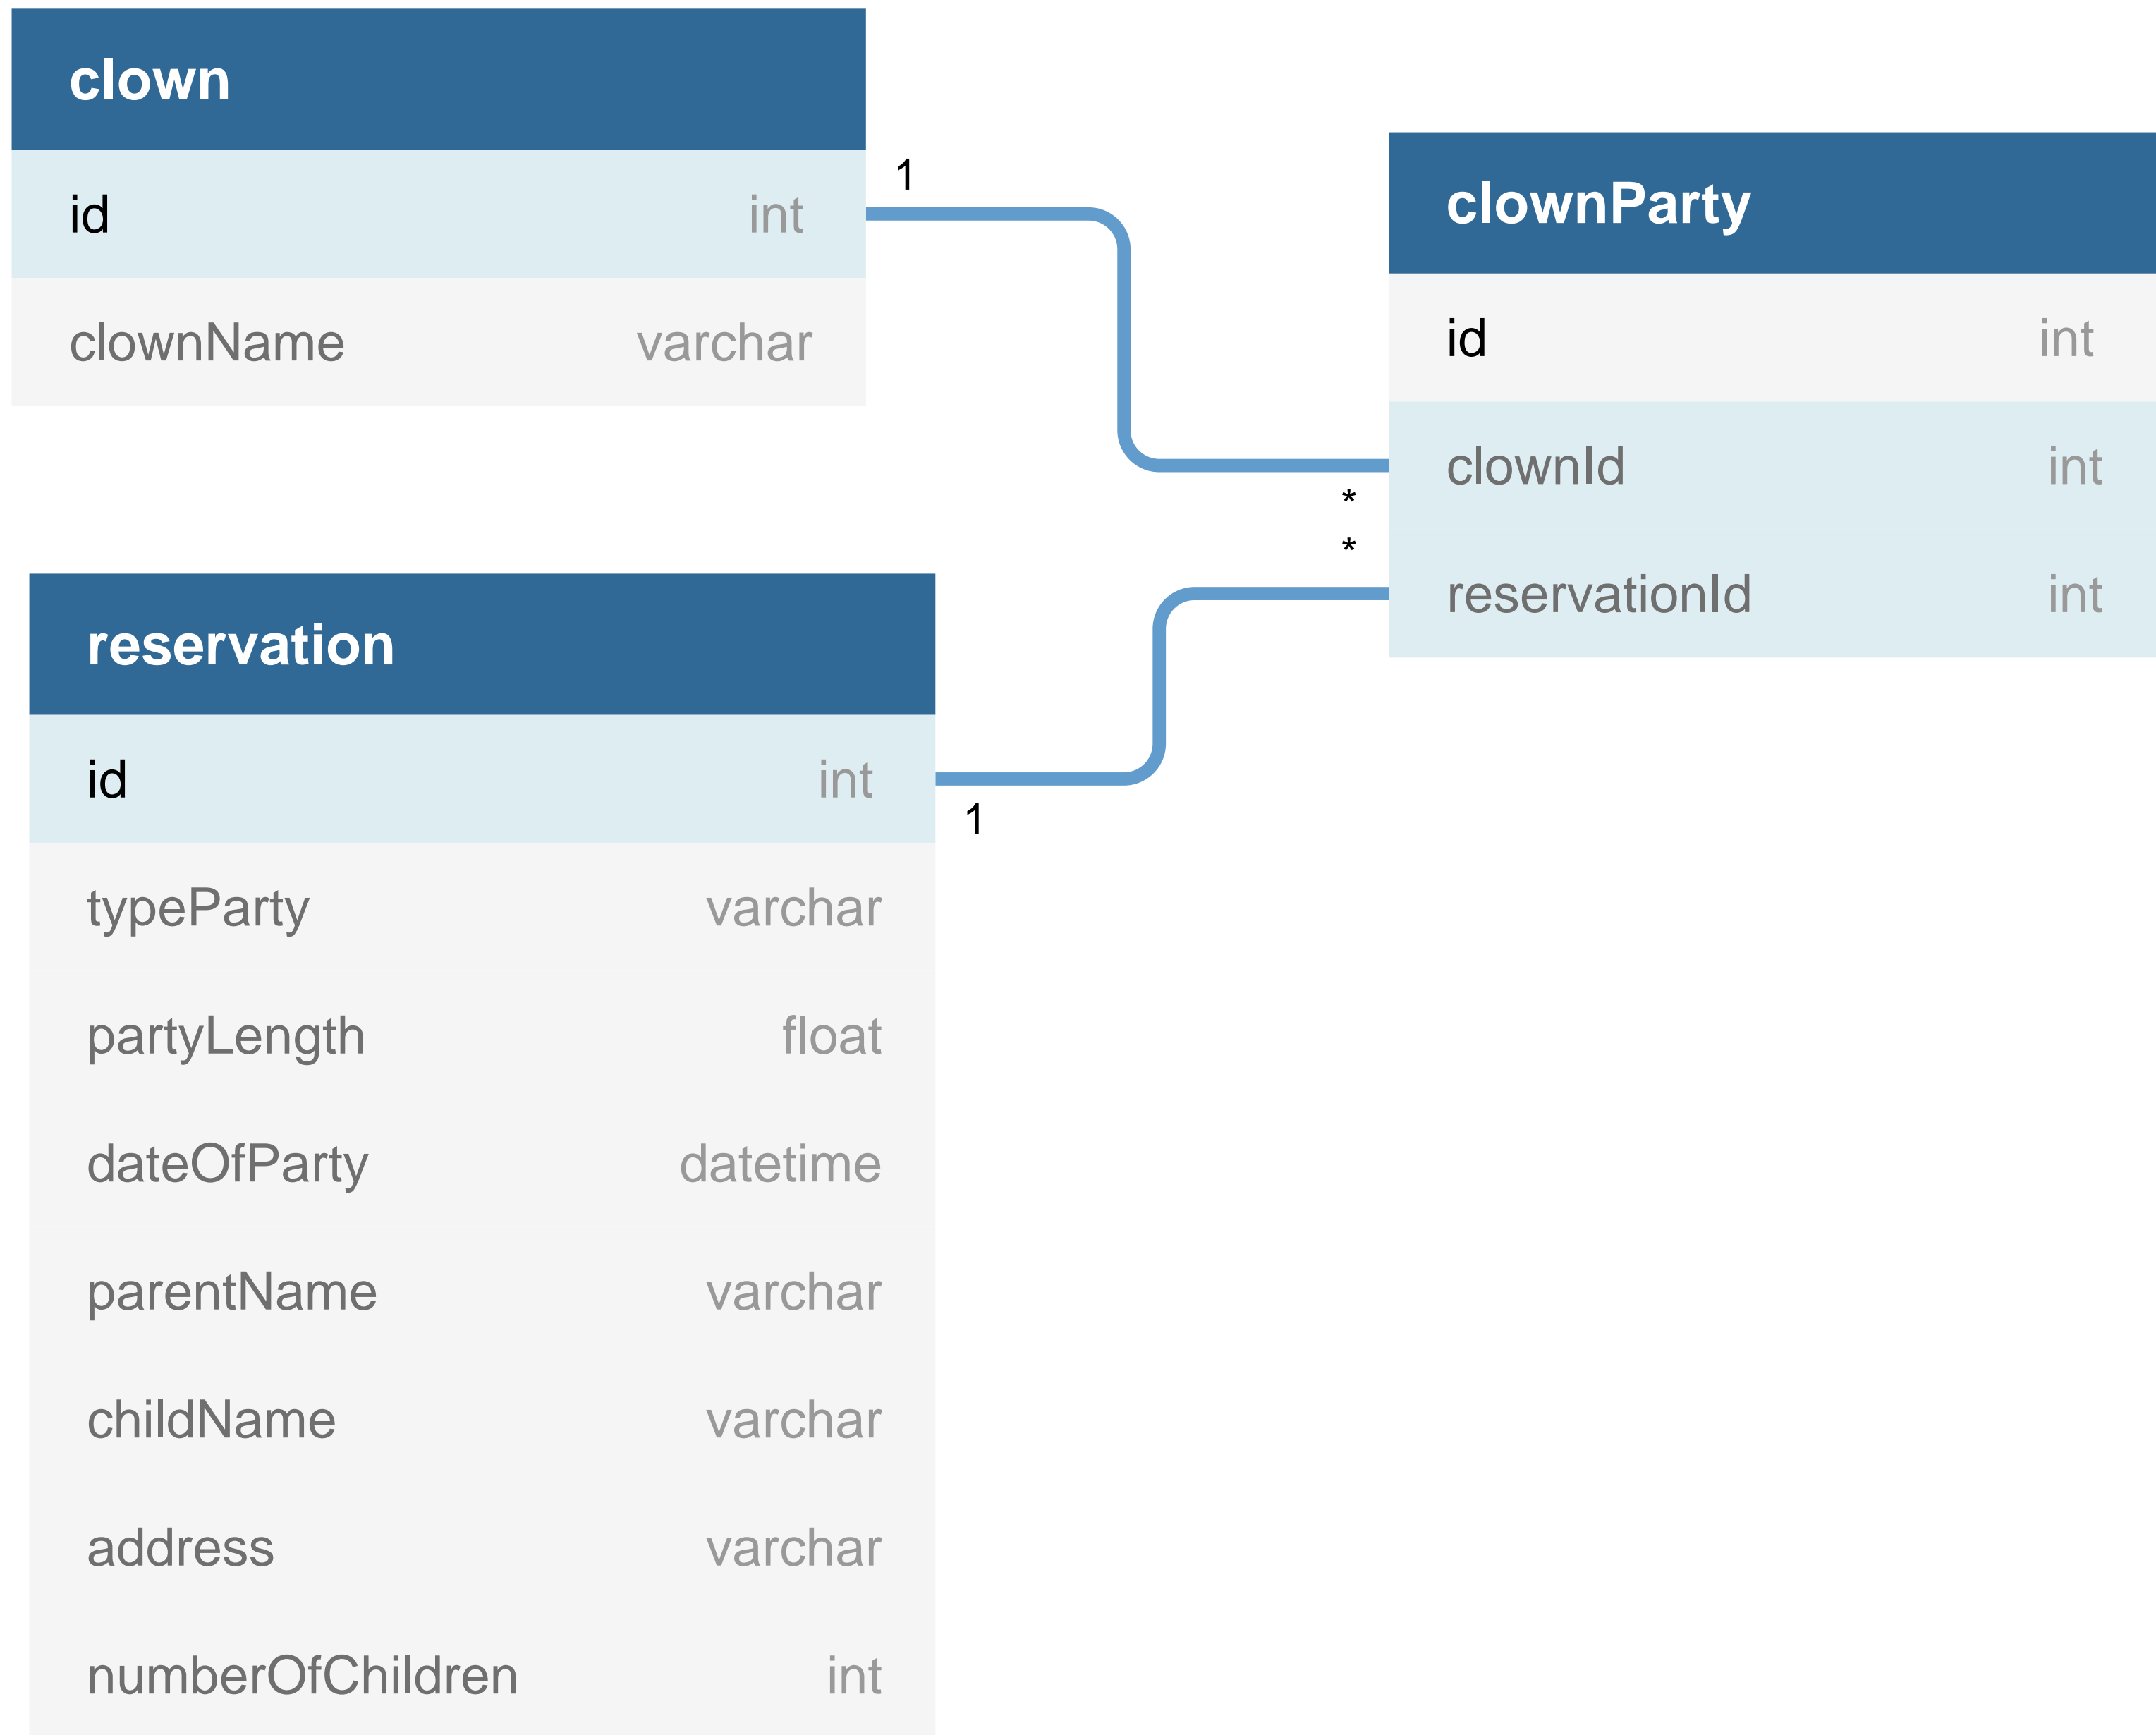 clown
id int
clownName varchar
1
clownParty
id int
clownId int
reservationId int
*
*
reservation
id int
1
typeParty varchar
partyLength float
dateOfParty datetime
parentName varchar
childName varchar
address varchar
numberOfChildren int